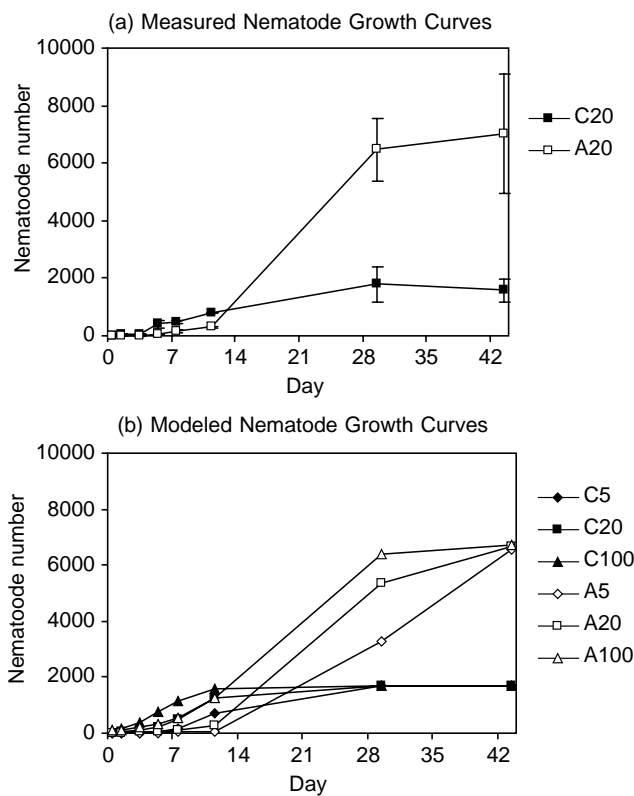 (a) Measured Nematode Growth Curves
10000
8000
6000
4000
2000
0
Nematoode number
0 7 14 21 28 35 42
Day
C20
A20
(b) Modeled Nematode Growth Curves
10000
8000
6000
4000
2000
0
Nematoode number
0 7 14 21 28 35 42
Day
C5
C20
C100
A5
A20
A100